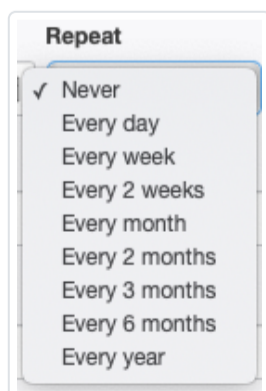 Repeat
✓ Never
Every day
Every week
Every 2 weeks
Every month
Every 2 months
Every 3 months
Every 6 months
Every year